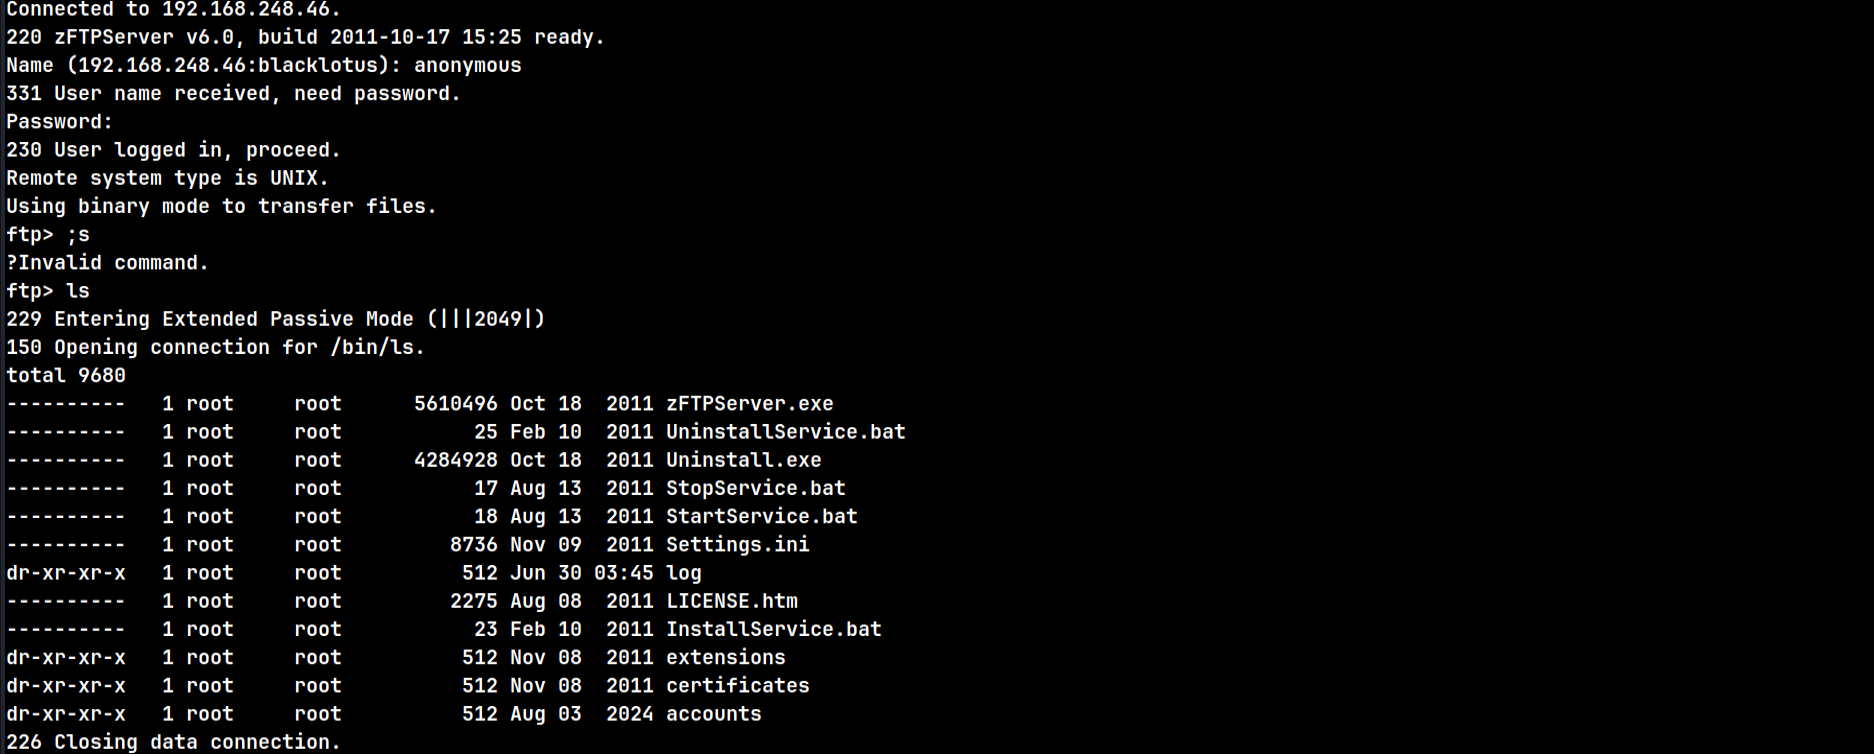 Connected to 192.168.248.46.
220 zFTPServer v6.0, build 2011-10-17 15:25 ready.
Name (192.168.248.46:blacklotus): anonymous
331 User name received, need password.
Password:
230 User logged in, proceed.
Remote system type is UNIX.
Using binary mode to transfer files.
ftp> ;s
?Invalid command.
ftp> ls
229 Entering Extended Passive Mode (|||2049|)
150 Opening connection for /bin/ls.
total 9680
----------   1 root     root      5610496 Oct 18  2011 zFTPServer.exe
----------   1 root     root           25 Feb 10  2011 UninstallService.bat
----------   1 root     root      4284928 Oct 18  2011 Uninstall.exe
----------   1 root     root           17 Aug 13  2011 StopService.bat
----------   1 root     root           18 Aug 13  2011 StartService.bat
----------   1 root     root         8736 Nov 09  2011 Settings.ini
dr-xr-xr-x   1 root     root          512 Jun 30 03:45 log
----------   1 root     root         2275 Aug 08  2011 LICENSE.htm
----------   1 root     root           23 Feb 10  2011 InstallService.bat
dr-xr-xr-x   1 root     root          512 Nov 08  2011 extensions
dr-xr-xr-x   1 root     root          512 Nov 08  2011 certificates
dr-xr-xr-x   1 root     root          512 Aug 03  2024 accounts
226 Closing data connection.